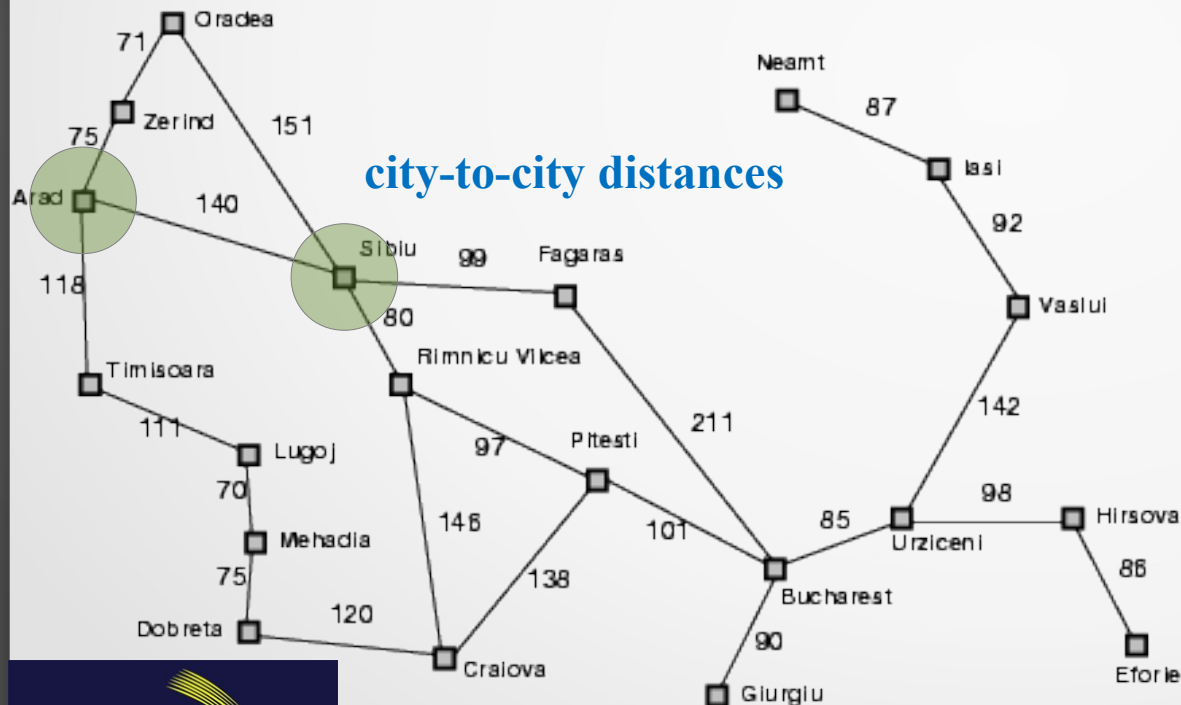 Oradea
71
Neamt
87
Zerind
75
151
city-to-city distances
Iasi
Arad
140
92
Sibiu
99
Fagaras
118
80
Vaslui
Rimnicu Vilcea
Timisoara
142
111
211
Lugoj
97
Pitesti
70
98
146
101
85
Hirsova
Mehadia
Urziceni
75
138
86
Bucharest
120
Dobreta
90
Craiova
Eforie
Giurgiu